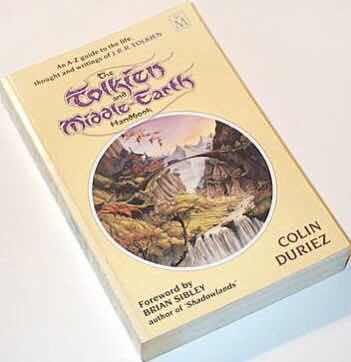 An A-Z guide to the life,
thought and writings of J.R.R. TOLKIEN
The
Tolkien
and
Middle-Earth
Handbook
COLIN
DURIEZ
Foreword by
BRIAN SIBLEY
author of 'Shadowlands'